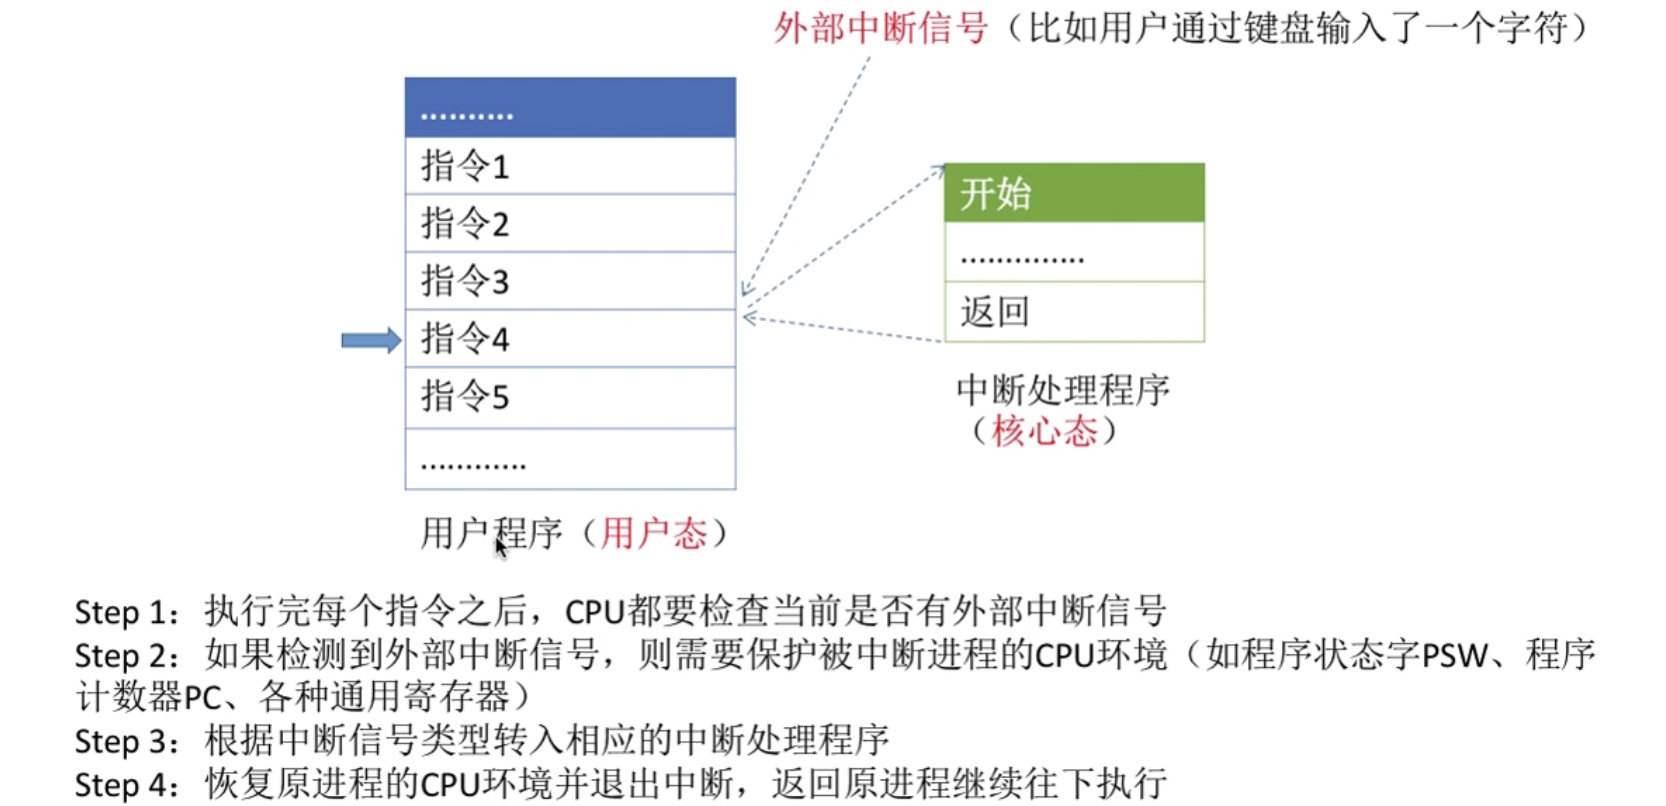 外部中断信号（比如用户通过键盘输入了一个字符）
..........
指令1
指令2
指令3
指令4
指令5
............
用户程序（用户态）
开始
..............
返回
中断处理程序
（核心态）
Step 1：执行完每个指令之后，CPU都要检查当前是否有外部中断信号
Step 2：如果检测到外部中断信号，则需要保护被中断进程的CPU环境（如程序状态字PSW、程序
计数器PC、各种通用寄存器）
Step 3：根据中断信号类型转入相应的中断处理程序
Step 4：恢复原进程的CPU环境并退出中断，返回原进程继续往下执行